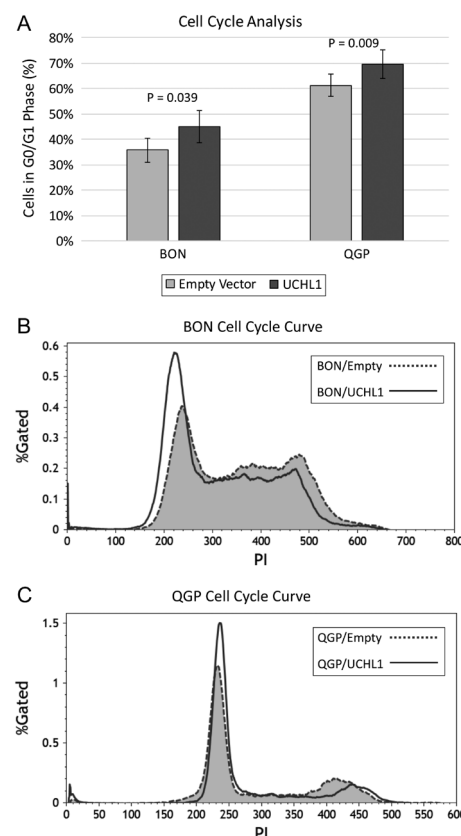 A
Cell Cycle Analysis
Cells in G0/G1 Phase (%)
80%
70%
60%
50%
40%
30%
20%
10%
0%
P = 0.039
P = 0.009
BON
QGP
Empty Vector
UCHL1
B
BON Cell Cycle Curve
%Gated
0.6
0.5
0.4
0.3
0.2
0.1
0
BON/Empty
BON/UCHL1
0 100 200 300 400 500 600 700 800
PI
C
QGP Cell Cycle Curve
%Gated
1.5
1
0.5
0
QGP/Empty
QGP/UCHL1
0 50 100 150 200 250 300 350 400 450 500 550 600
PI